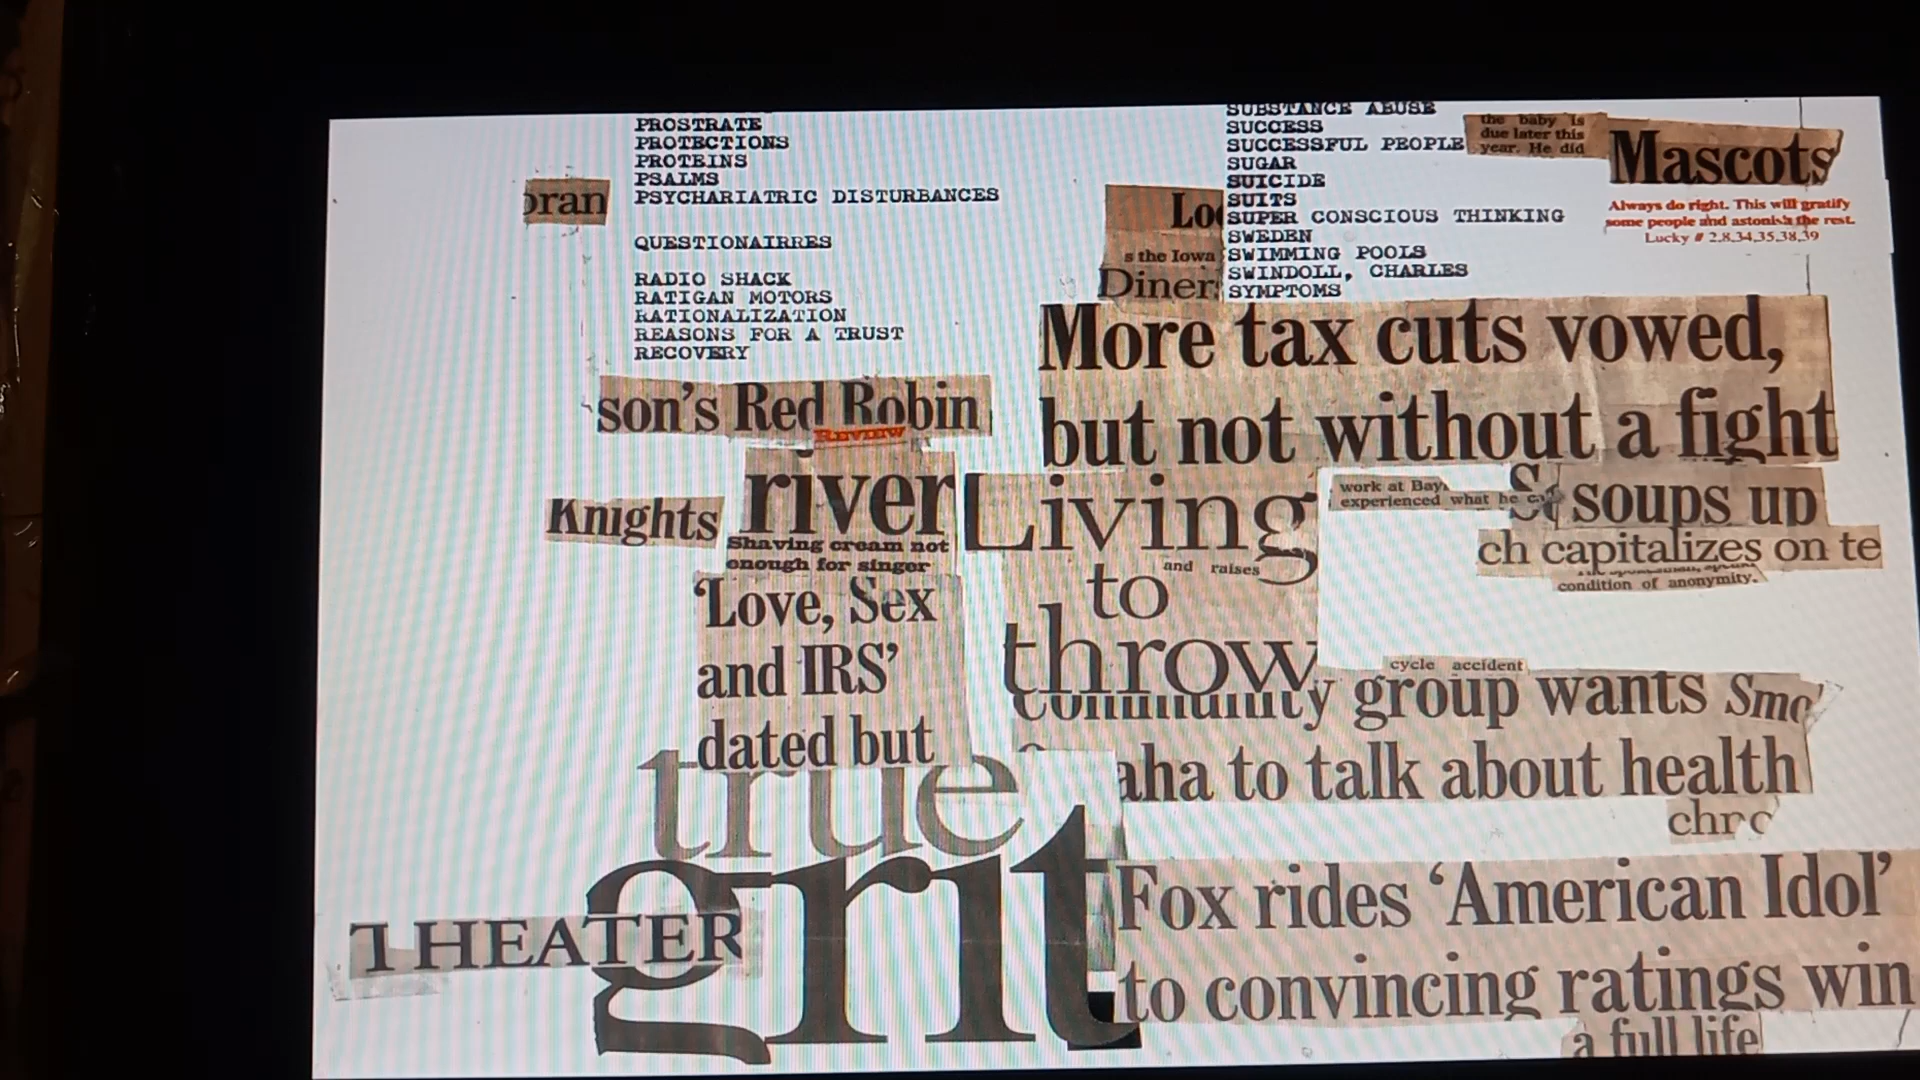 PROSTRATE
PROTECTIONS
PROTEINS
PSALMS
PSYCHARIATRIC DISTURBANCES
QUESTIONAIRRES
RADIO SHACK
RATIGAN MOTORS
RATIONALIZATION
REASONS FOR A TRUST
RECOVERY
oran
son's Red Robin
REVIEW
Knights
river
Shaving cream not
enough for singer
'Love, Sex
and IRS'
dated but
true
grit
THEATER
SUBSTANCE ABUSE
SUCCESS
SUCCESSFUL PEOPLE
SUGAR
SUICIDE
SUITS
SUPER CONSCIOUS THINKING
SWEDEN
SWIMMING POOLS
SWINDOLL, CHARLES
SYMPTOMS
the baby is
due later this
year. He did
Mascots
Always do right. This will gratify
some people and astonish the rest.
Lucky # 2,8,34,35,38,39
Lo
s the Iowa
Diner
More tax cuts vowed,
but not without a fight
Living
and raises
to
throw
work at Bay
experienced what he
soups up
ch capitalizes on te
condition of anonymity.
cycle accident
Community group wants Smo
aha to talk about health
chro
Fox rides 'American Idol'
to convincing ratings win
a full life